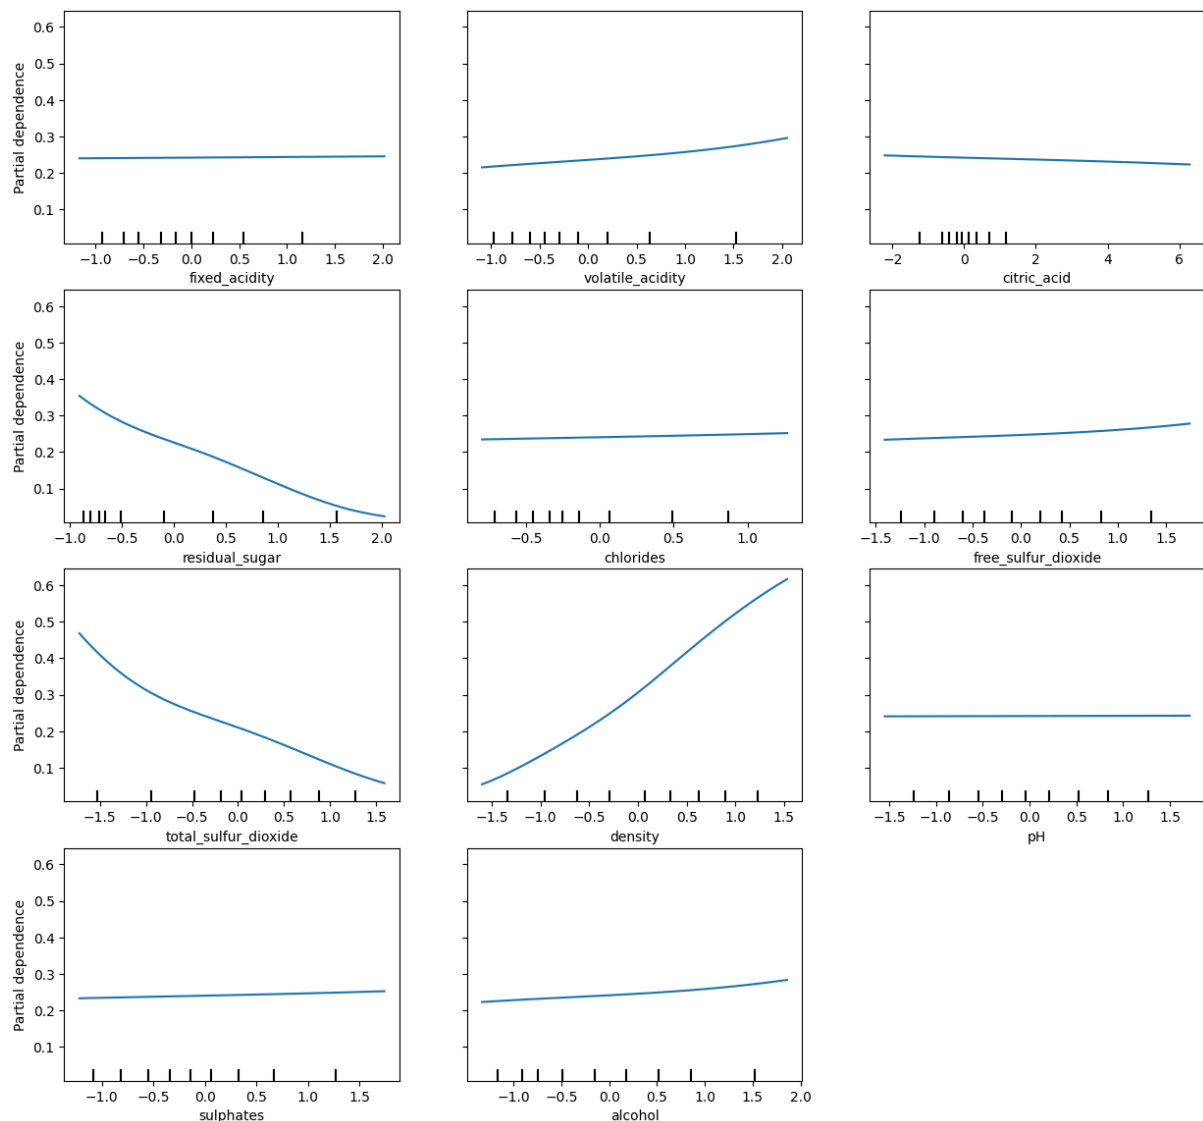 0.6
0.5
0.4
0.3
0.2
0.1
Partial dependence
−1.0 −0.5 0.0 0.5 1.0 1.5 2.0
fixed_acidity
−1.0 −0.5 0.0 0.5 1.0 1.5 2.0
volatile_acidity
−2 0 2 4 6
citric_acid
0.6
0.5
0.4
0.3
0.2
0.1
Partial dependence
−1.0 −0.5 0.0 0.5 1.0 1.5 2.0
residual_sugar
−0.5 0.0 0.5 1.0
chlorides
−1.5 −1.0 −0.5 0.0 0.5 1.0 1.5
free_sulfur_dioxide
0.6
0.5
0.4
0.3
0.2
0.1
Partial dependence
−1.5 −1.0 −0.5 0.0 0.5 1.0 1.5
total_sulfur_dioxide
−1.5 −1.0 −0.5 0.0 0.5 1.0 1.5
density
−1.5 −1.0 −0.5 0.0 0.5 1.0 1.5
pH
0.6
0.5
0.4
0.3
0.2
0.1
Partial dependence
−1.0 −0.5 0.0 0.5 1.0 1.5
sulphates
−1.0 −0.5 0.0 0.5 1.0 1.5 2.0
alcohol